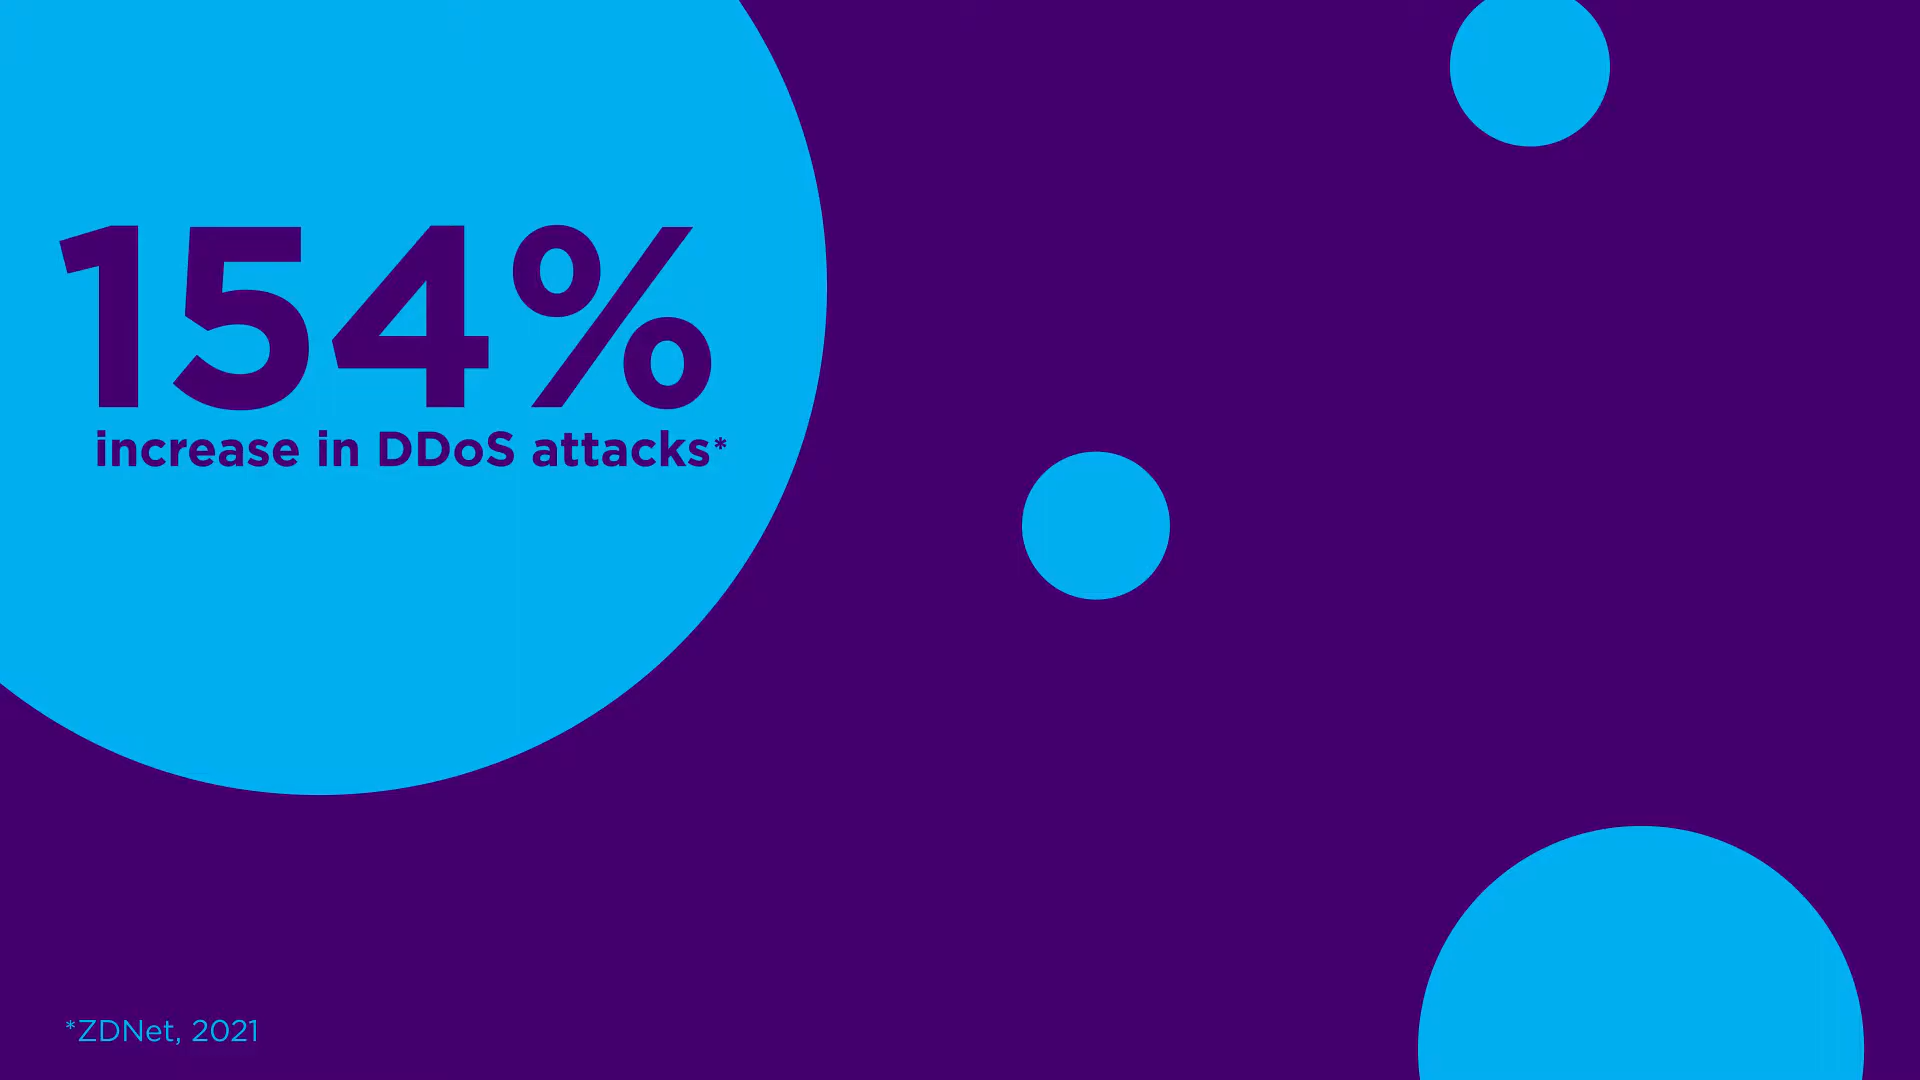 154%
increase in DDoS attacks*
*ZDNet, 2021